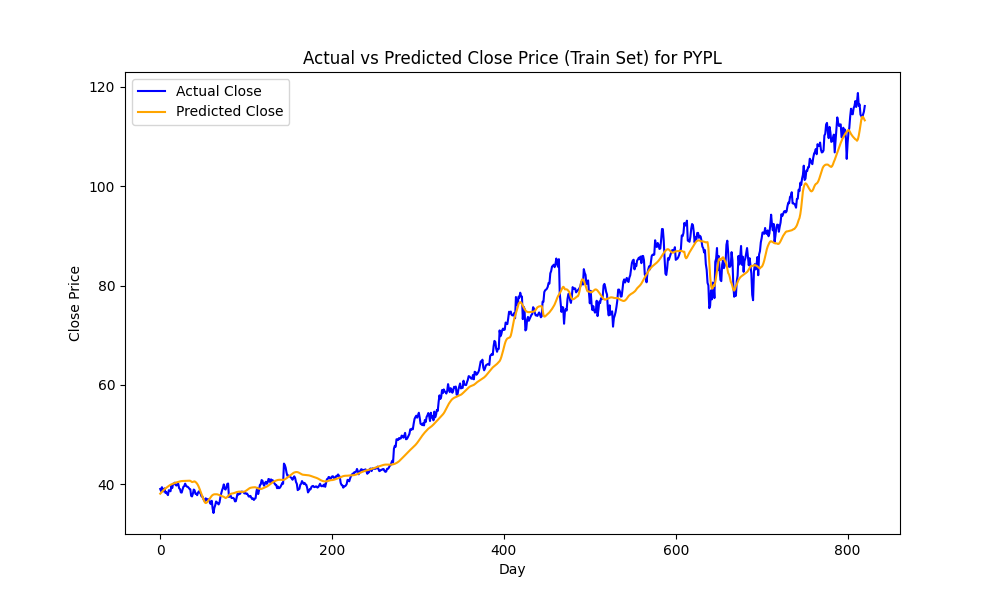 Actual vs Predicted Close Price (Train Set) for PYPL
Actual Close
Predicted Close
120
100
80
60
40
Close Price
0 200 400 600 800
Day